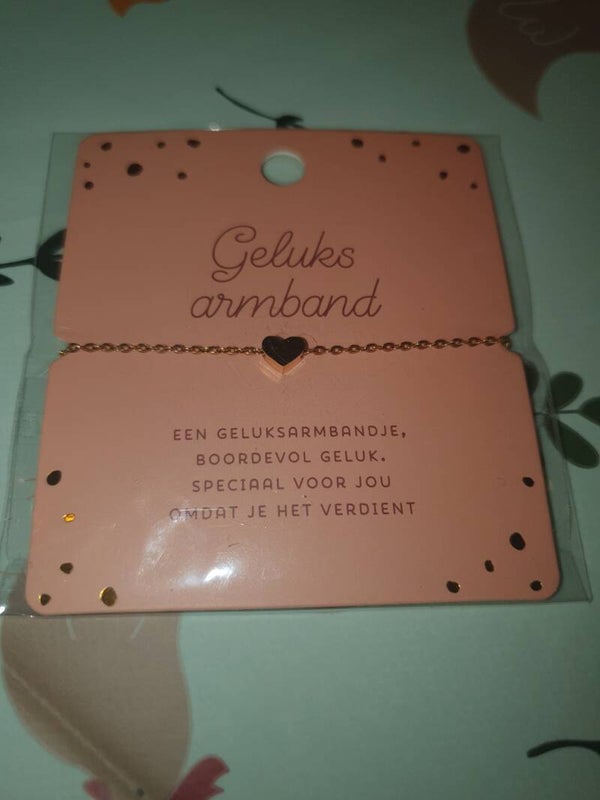 Geluks
armband
EEN GELUKSARMBANDJE,
BOORDEVOL GELUK.
SPECIAAL VOOR JOU
OMDAT JE HET VERDIENT